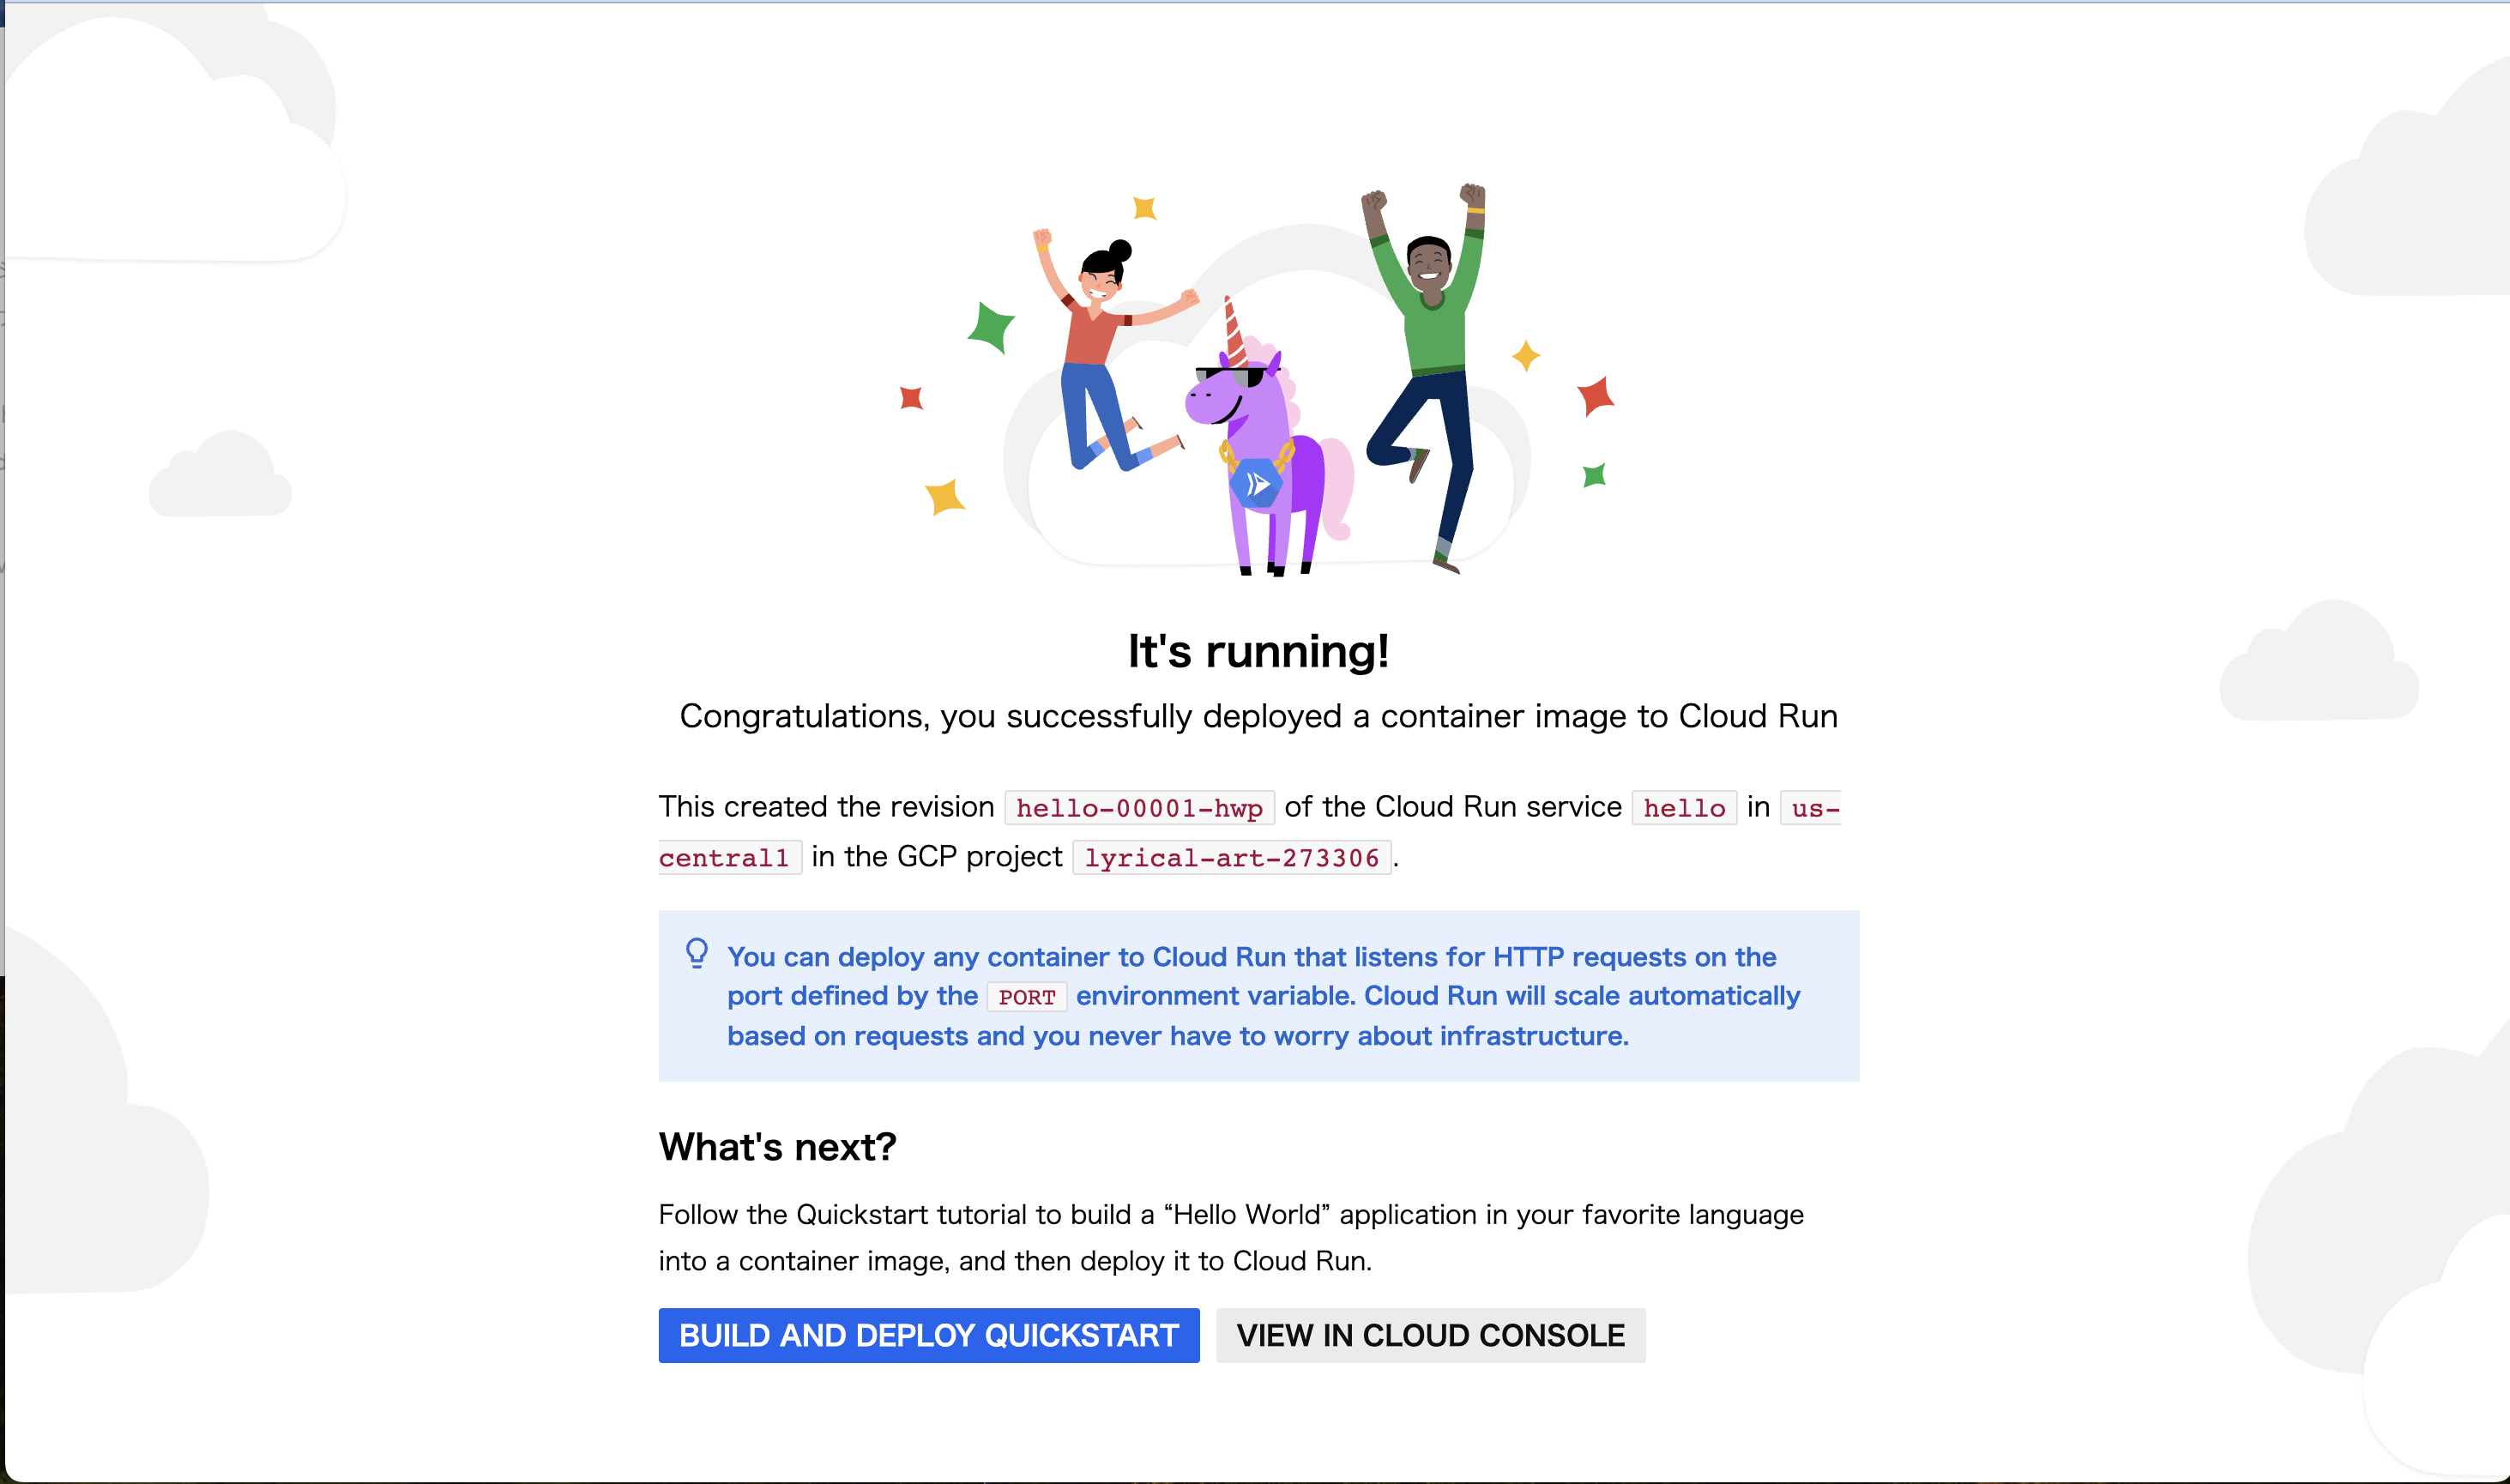 It's running!
Congratulations, you successfully deployed a container image to Cloud Run
This created the revision hello-00001-hwp of the Cloud Run service hello in us-
central1 in the GCP project lyrical-art-273306.
You can deploy any container to Cloud Run that listens for HTTP requests on the
port defined by the PORT environment variable. Cloud Run will scale automatically
based on requests and you never have to worry about infrastructure.
What's next?
Follow the Quickstart tutorial to build a “Hello World” application in your favorite language
into a container image, and then deploy it to Cloud Run.
BUILD AND DEPLOY QUICKSTART
VIEW IN CLOUD CONSOLE